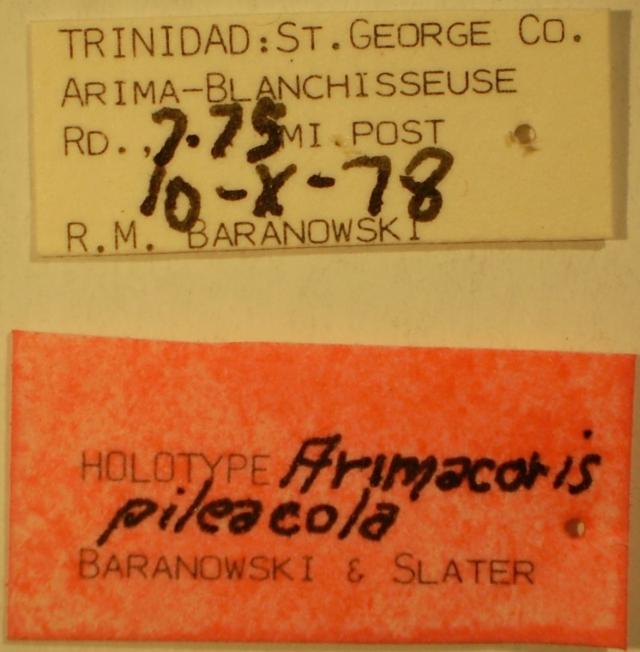 TRINIDAD: ST. GEORGE CO.
ARIMA-BLANCHISSEUSE
RD., 7.75 MI. POST
10-X-78
R.M. BARANOWSKI
HOLOTYPE Arimacoris
pileacola
BARANOWSKI & SLATER